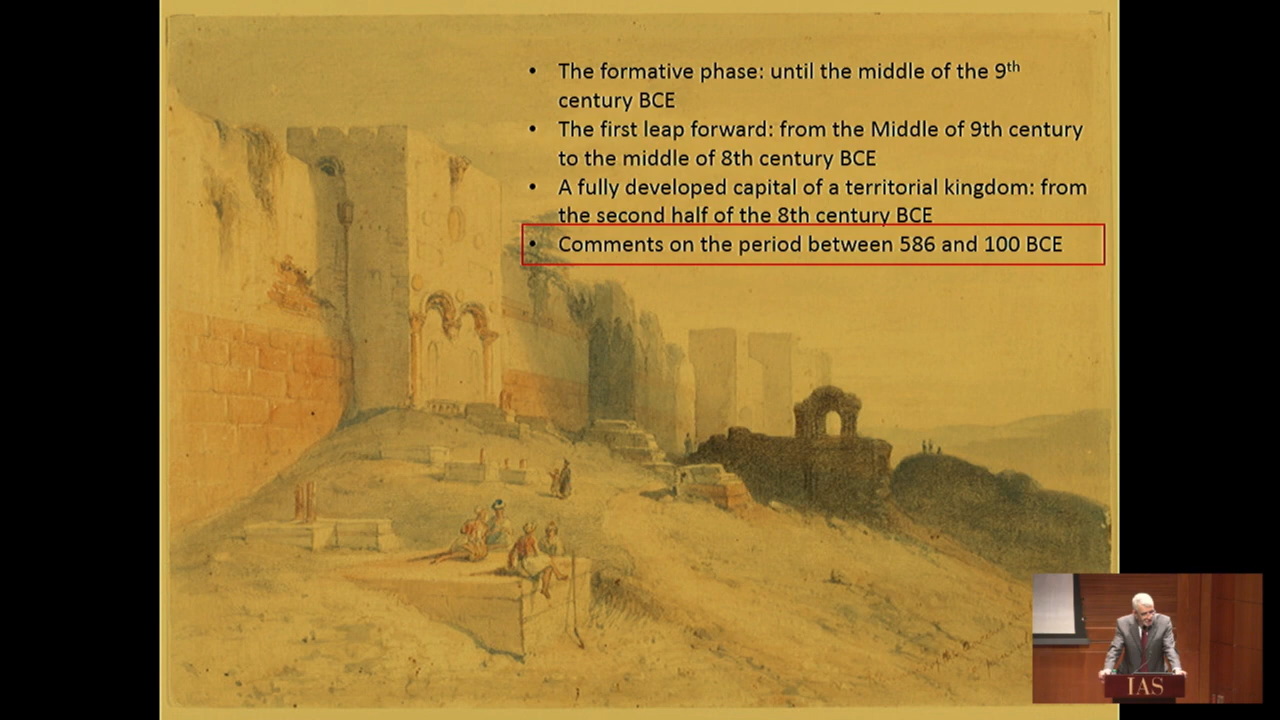 • The formative phase: until the middle of the 9th
century BCE
• The first leap forward: from the Middle of 9th century
to the middle of 8th century BCE
• A fully developed capital of a territorial kingdom: from
the second half of the 8th century BCE
• Comments on the period between 586 and 100 BCE
IAS